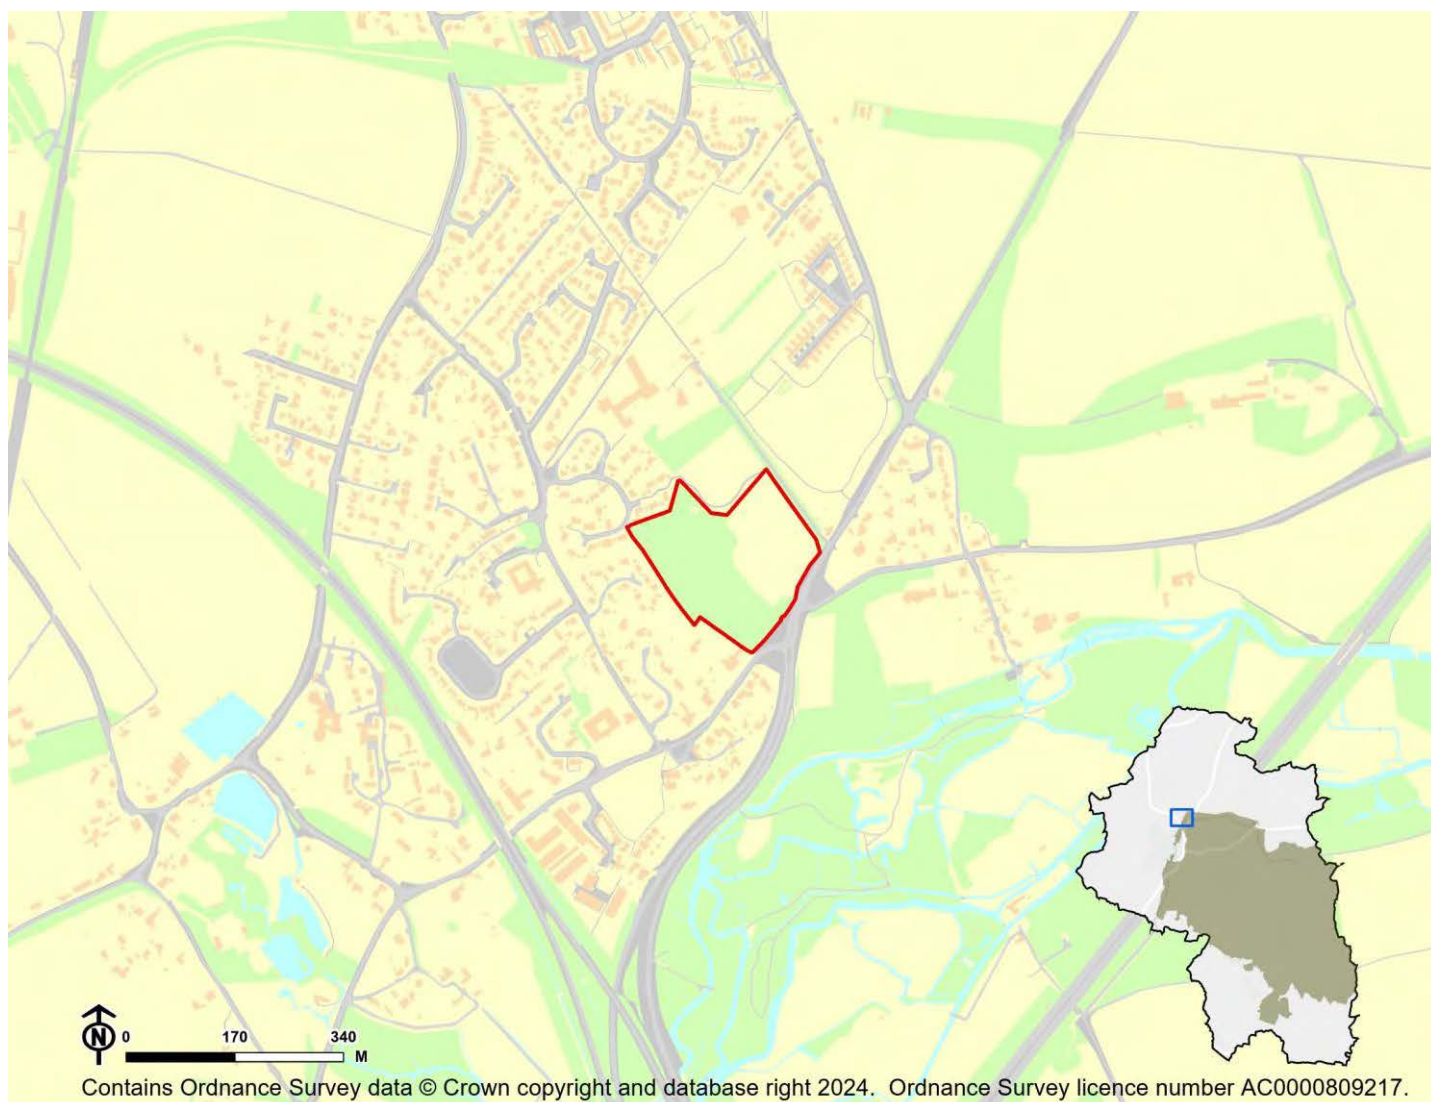 N
0 170 340
M
Contains Ordnance Survey data © Crown copyright and database right 2024. Ordnance Survey licence number AC0000809217.